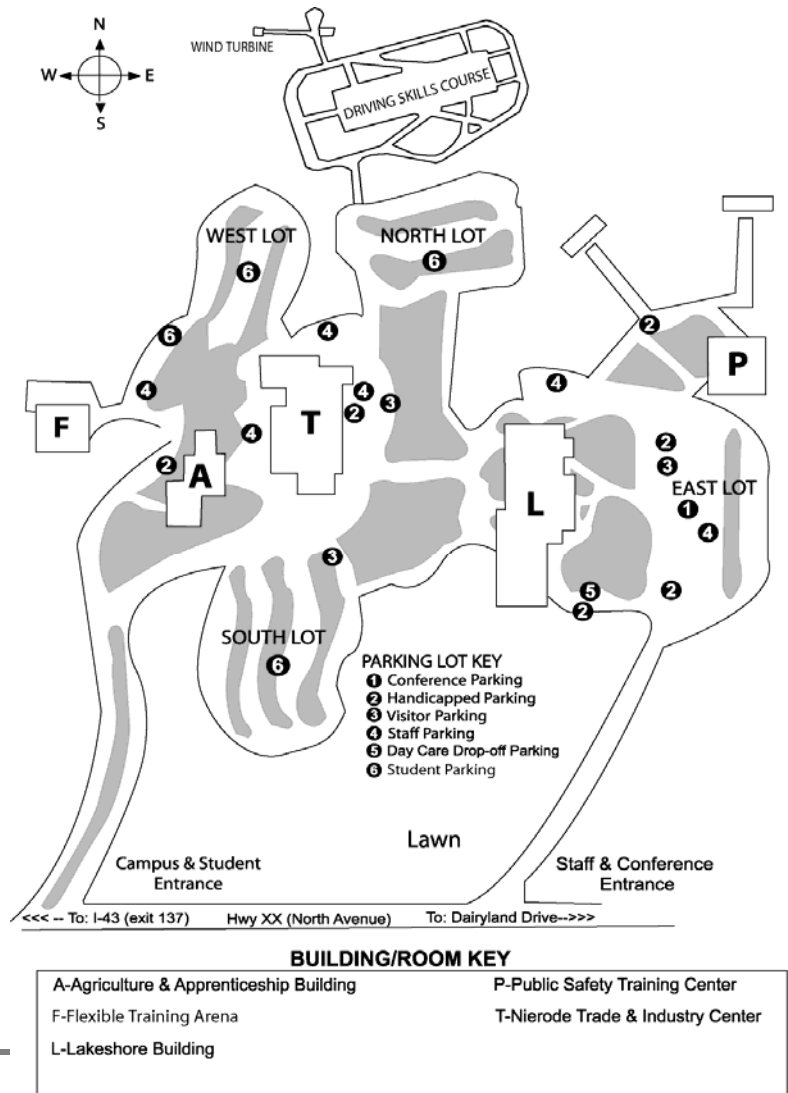 N
WIND TURBINE
W E
S
DRIVING SKILLS COURSE
WEST LOT
NORTH LOT
6
6
2
6
4
P
4
4
4
2
3
F
T
4
2
A
2
3
EAST LOT
L
1
4
3
5
2
2
SOUTH LOT
6
PARKING LOT KEY
1 Conference Parking
2 Handicapped Parking
3 Visitor Parking
4 Staff Parking
5 Day Care Drop-off Parking
6 Student Parking
Lawn
Campus & Student
Entrance
Staff & Conference
Entrance
<<< -- To: I-43 (exit 137) Hwy XX (North Avenue) To: Dairyland Drive-->>>
BUILDING/ROOM KEY
A-Agriculture & Apprenticeship Building
F-Flexible Training Arena
L-Lakeshore Building
P-Public Safety Training Center
T-Nierode Trade & Industry Center